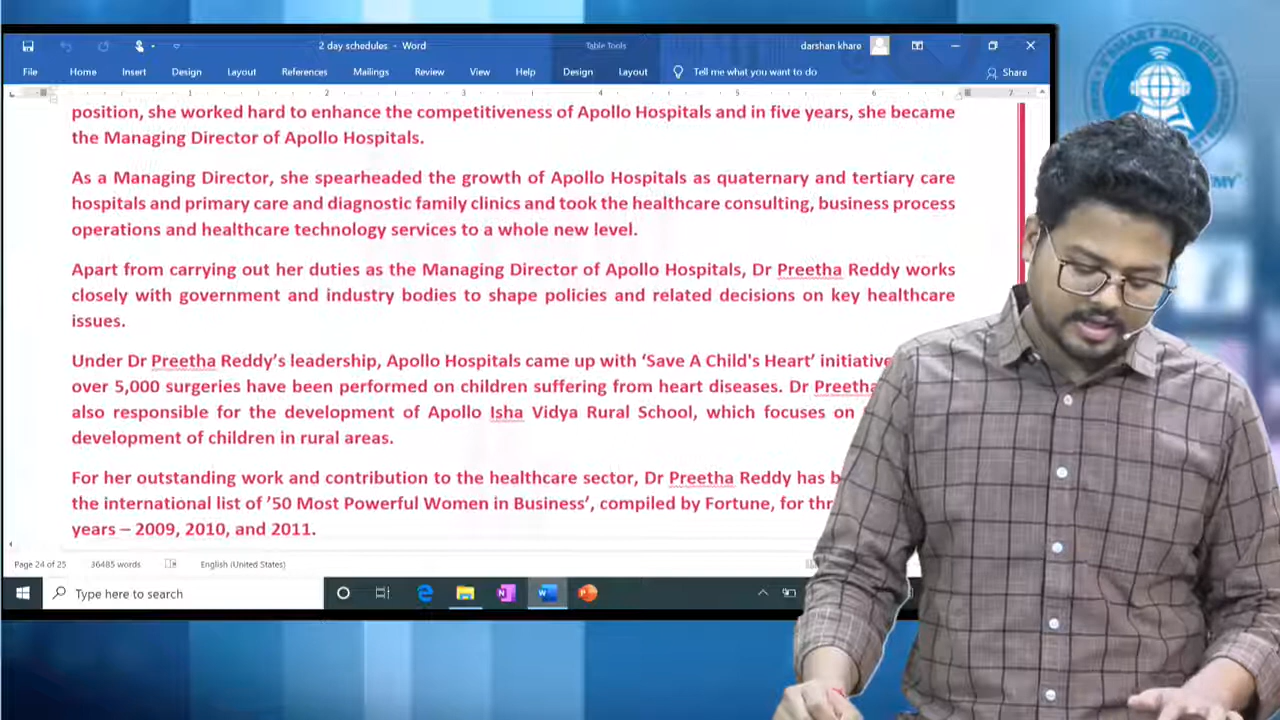 2 day schedules - Word
Table Tools
darshan khare
File Home Insert Design Layout References Mailings Review View Help Design Layout Tell me what you want to do Share
1 2 3 4 5 6 7
position, she worked hard to enhance the competitiveness of Apollo Hospitals and in five years, she became
the Managing Director of Apollo Hospitals.
As a Managing Director, she spearheaded the growth of Apollo Hospitals as quaternary and tertiary care
hospitals and primary care and diagnostic family clinics and took the healthcare consulting, business process
operations and healthcare technology services to a whole new level.
Apart from carrying out her duties as the Managing Director of Apollo Hospitals, Dr Preetha Reddy works
closely with government and industry bodies to shape policies and related decisions on key healthcare
issues.
Under Dr Preetha Reddy's leadership, Apollo Hospitals came up with ‘Save A Child's Heart’ initiative
over 5,000 surgeries have been performed on children suffering from heart diseases. Dr Preetha
also responsible for the development of Apollo Isha Vidya Rural School, which focuses on
development of children in rural areas.
For her outstanding work and contribution to the healthcare sector, Dr Preetha Reddy has
the international list of ’50 Most Powerful Women in Business’, compiled by Fortune, for
years – 2009, 2010, and 2011.
Page 24 of 25 36485 words English (United States)
Type here to search